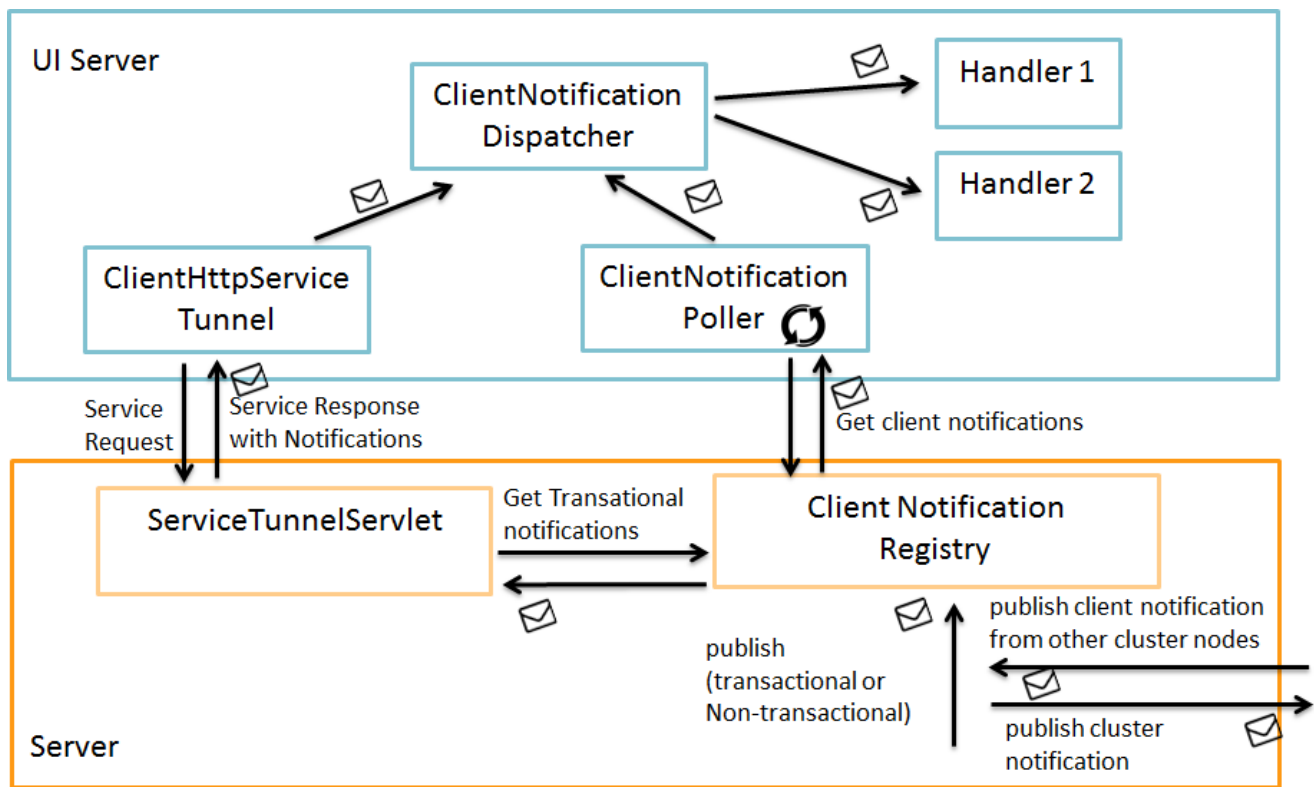 UI Server
ClientNotification
Dispatcher
Handler 1
Handler 2
ClientHttpService
Tunnel
ClientNotification
Poller
Service
Request
Service Response
with Notifications
Get client notifications
ServiceTunnelServlet
Get Transational
notifications
Client Notification
Registry
publish
(transactional or
Non-transactional)
publish client notification
from other cluster nodes
publish cluster
notification
Server